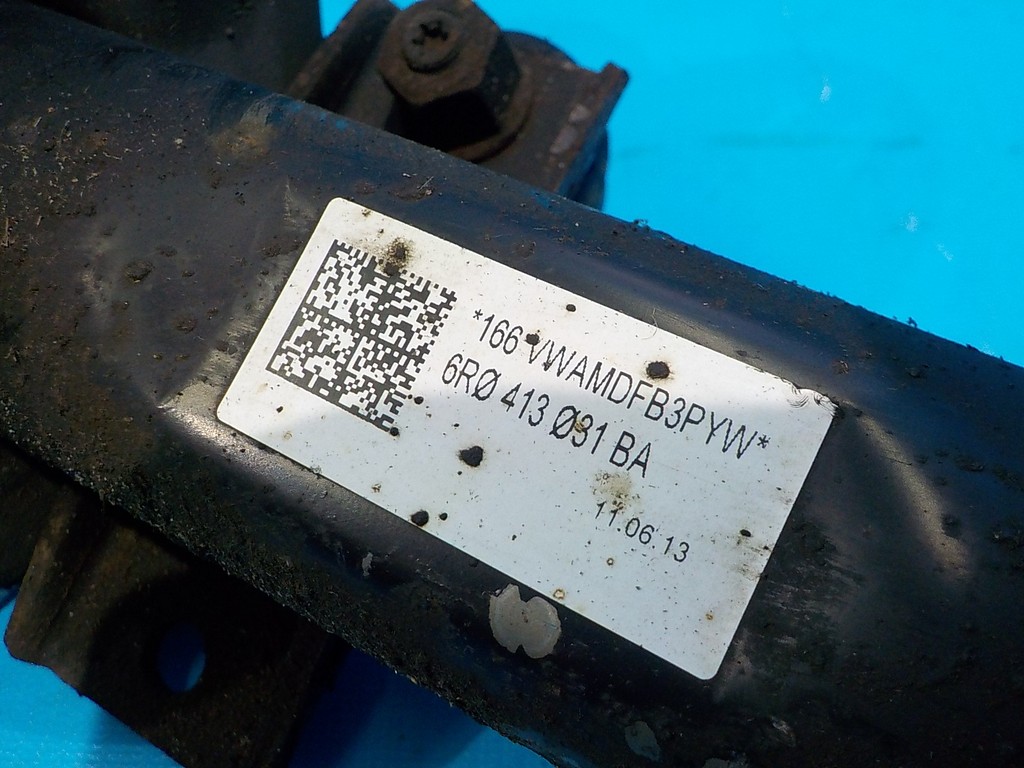 *166 VWAMDFB3PYW*
6RØ 413 Ø31 BA
11.06.13